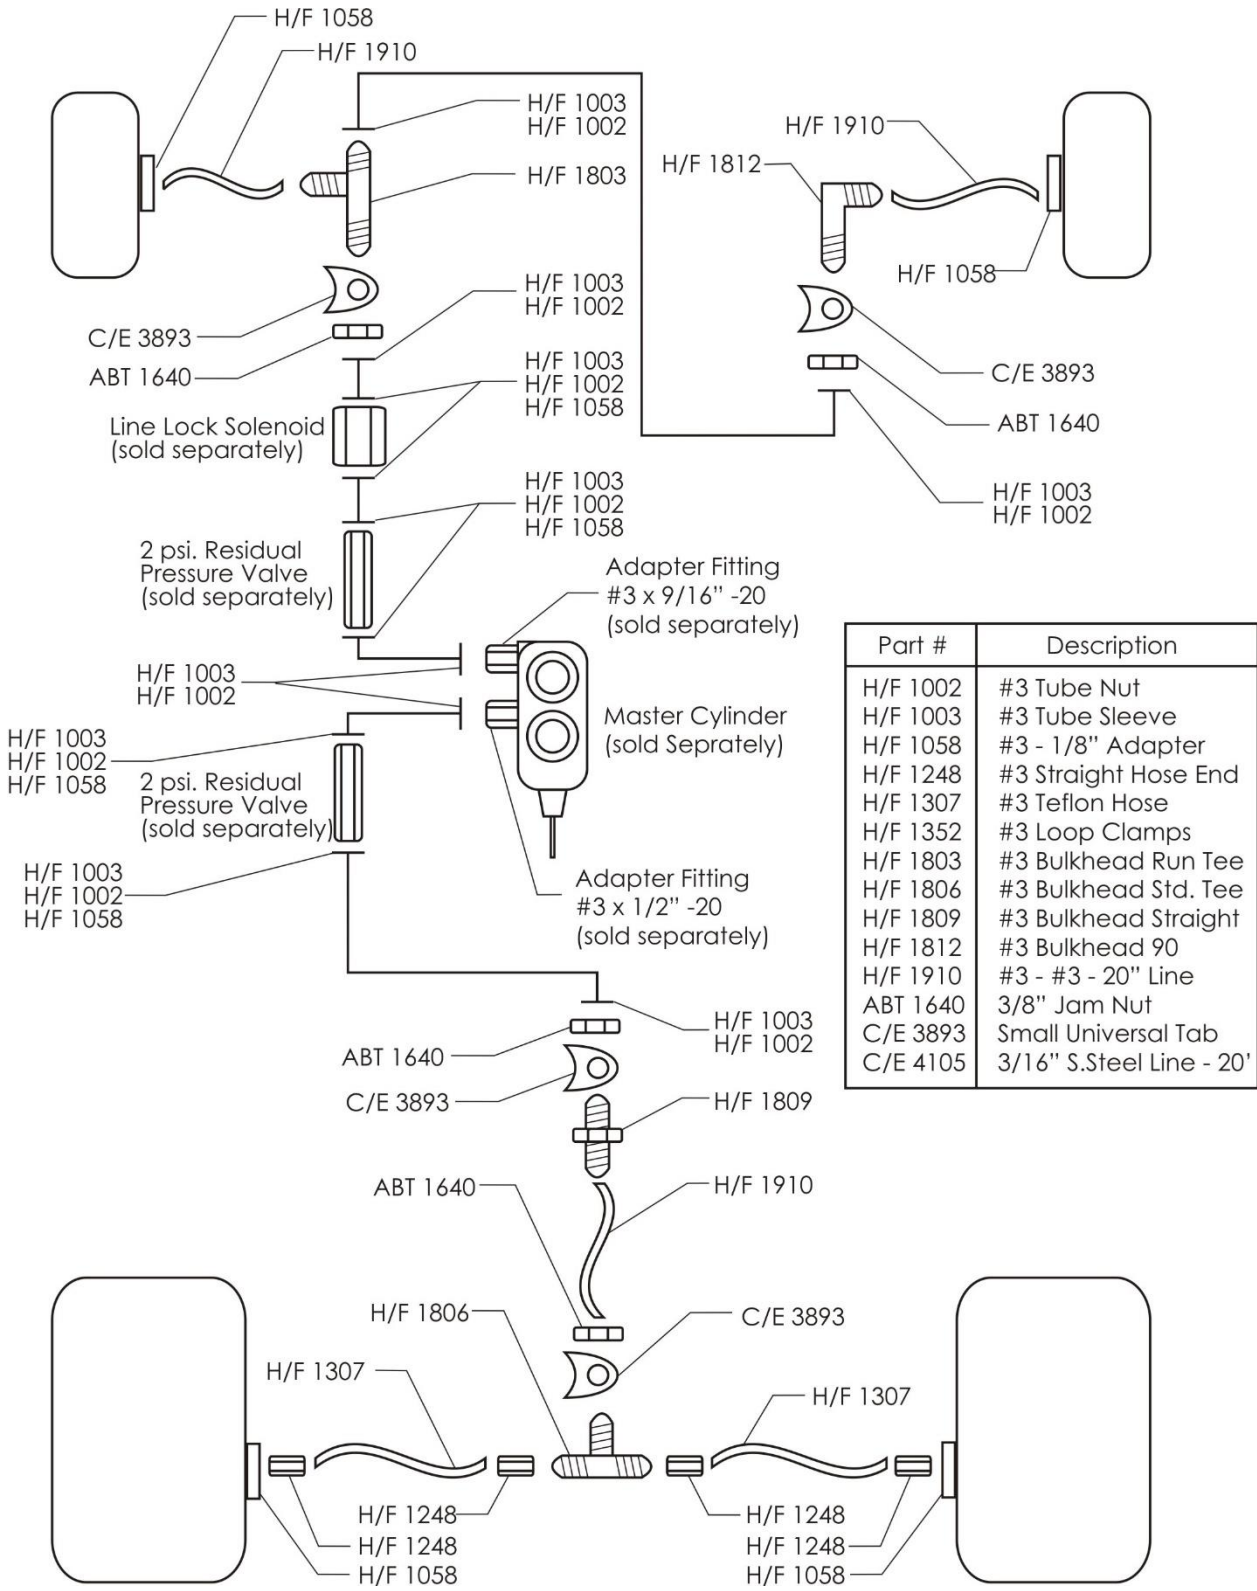 H/F 1058
H/F 1910
H/F 1003
H/F 1002
H/F 1803
H/F 1910
H/F 1812
H/F 1058
C/E 3893
ABT 1640
H/F 1003
H/F 1002
H/F 1003
H/F 1002
H/F 1058
Line Lock Solenoid
(sold separately)
C/E 3893
ABT 1640
H/F 1003
H/F 1002
H/F 1003
H/F 1002
H/F 1058
2 psi. Residual
Pressure Valve
(sold separately)
Adapter Fitting
#3 x 9/16” -20
(sold separately)
H/F 1003
H/F 1002
Master Cylinder
(sold Seprately)
H/F 1003
H/F 1002
H/F 1058
2 psi. Residual
Pressure Valve
(sold separately)
H/F 1003
H/F 1002
H/F 1058
Adapter Fitting
#3 x 1/2” -20
(sold separately)
Part # Description
H/F 1002 #3 Tube Nut
H/F 1003 #3 Tube Sleeve
H/F 1058 #3 - 1/8” Adapter
H/F 1248 #3 Straight Hose End
H/F 1307 #3 Teflon Hose
H/F 1352 #3 Loop Clamps
H/F 1803 #3 Bulkhead Run Tee
H/F 1806 #3 Bulkhead Std. Tee
H/F 1809 #3 Bulkhead Straight
H/F 1812 #3 Bulkhead 90
H/F 1910 #3 - #3 - 20” Line
ABT 1640 3/8” Jam Nut
C/E 3893 Small Universal Tab
C/E 4105 3/16” S.Steel Line - 20'
H/F 1003
H/F 1002
ABT 1640
C/E 3893
H/F 1809
ABT 1640
H/F 1910
H/F 1806
C/E 3893
H/F 1307
H/F 1307
H/F 1248
H/F 1248
H/F 1058
H/F 1248
H/F 1248
H/F 1058